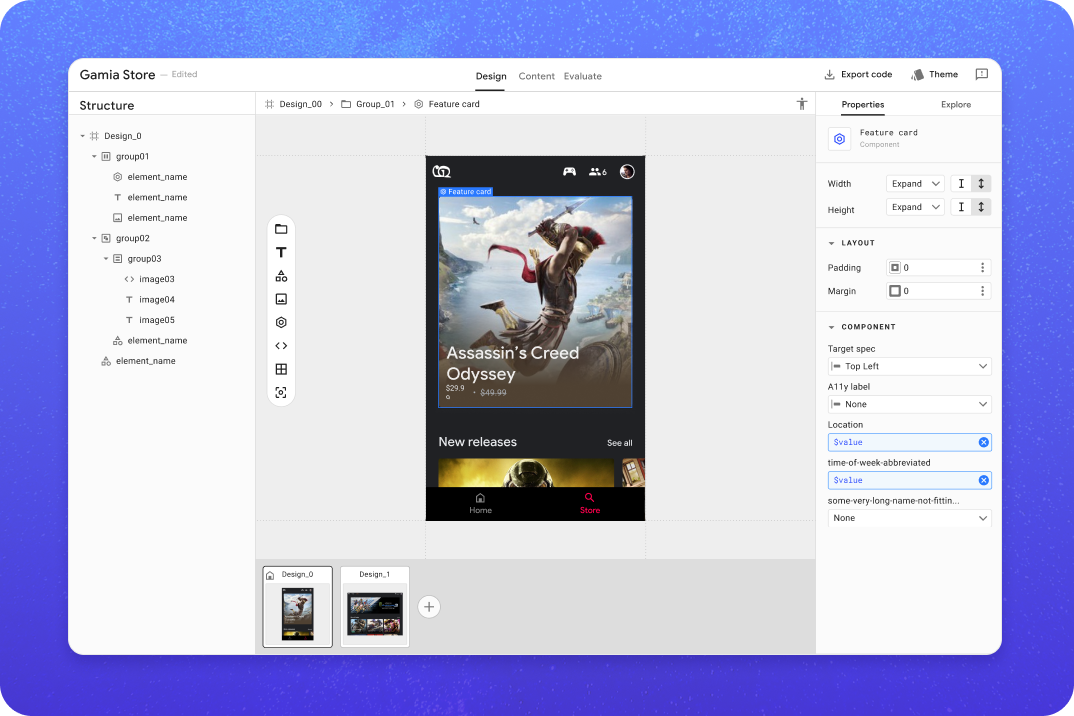 Gamia Store — Edited
Design
Content
Evaluate
Export code
Theme
Structure
Design_00 > Group_01 > Feature card
Design_0
group01
element_name
element_name
element_name
group02
group03
image03
image04
image05
element_name
element_name
6
Feature card
Assassin's Creed
Odyssey
$29.9
9
· $49.99
New releases
See all
Home
Store
Design_0
Design_1
Properties
Explore
Feature card
Component
Width
Expand
Height
Expand
LAYOUT
Padding
0
Margin
0
COMPONENT
Target spec
Top Left
A11y label
None
Location
$value
time-of-week-abbreviated
$value
some-very-long-name-not-fittin...
None